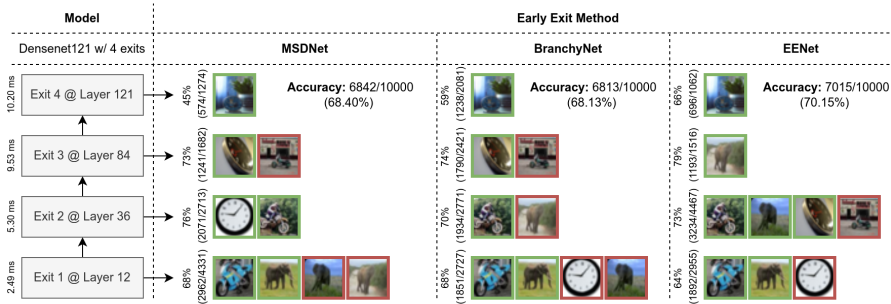 Model
Early Exit Method
Densenet121 w/ 4 exits
MSDNet
BranchyNet
EENet
10.20 ms
Exit 4 @ Layer 121
45%
(574/1274)
Accuracy: 6842/10000
(68.40%)
59%
(1238/2081)
Accuracy: 6813/10000
(68.13%)
66%
(696/1062)
Accuracy: 7015/10000
(70.15%)
9.53 ms
Exit 3 @ Layer 84
73%
(1241/1682)
74%
(1790/2421)
79%
(1193/1516)
5.30 ms
Exit 2 @ Layer 36
76%
(2071/2713)
70%
(1934/2771)
73%
(3234/4467)
2.49 ms
Exit 1 @ Layer 12
68%
(2962/4331)
68%
(1851/2727)
64%
(1892/2955)